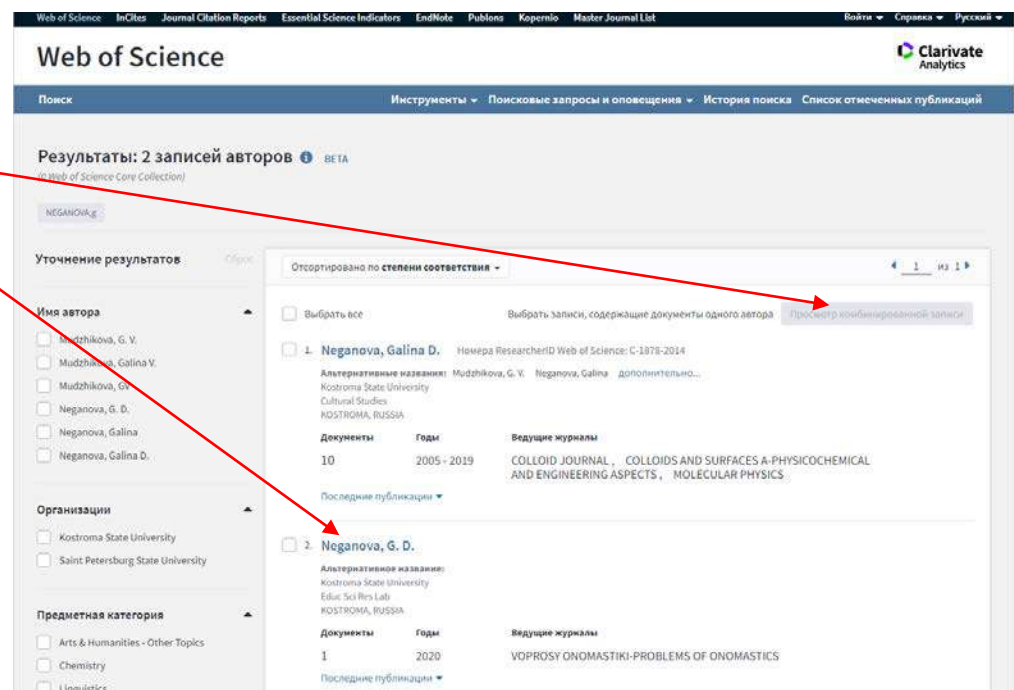 Web of Science InCites Journal Citation Reports Essential Science Indicators EndNote Publons Kopernio Master Journal List Войти Справка Русский
Web of Science
Clarivate
Analytics
Поиск Инструменты Поисковые запросы и оповещения История поиска Список отмеченных публикаций
Результаты: 2 записей авторов BETA
(0 Web of Science Core Collection)
NEGANOVA,g
Уточнение результатов Сброс
Отсортировано по степени соответствия
1 из 1
Имя автора
Mudzhikova, G. V.
Mudzhikova, Galina V.
Mudzhikova, GV
Neganova, G. D.
Neganova, Galina
Neganova, Galina D.
Организации
Kostroma State University
Saint Petersburg State University
Предметная категория
Arts & Humanities - Other Topics
Chemistry
Linguistics
Выбрать все Выбрать записи, содержащие документы одного автора Просмотр комбинированной записи
1. Neganova, Galina D. Номера ResearcherID Web of Science: C-1878-2014
Альтернативные названия: Mudzhikova, G. V. Neganova, Galina дополнительно...
Kostroma State University
Cultural Studies
KOSTROMA, RUSSIA
Документы Годы Ведущие журналы
10 2005 - 2019 COLLOID JOURNAL , COLLOIDS AND SURFACES A-PHYSICOCHEMICAL
AND ENGINEERING ASPECTS , MOLECULAR PHYSICS
Последние публикации
2. Neganova, G. D.
Альтернативное название:
Kostroma State University
Educ Sci Res Lab
KOSTROMA, RUSSIA
Документы Годы Ведущие журналы
1 2020 VOPROSY ONOMASTIKI-PROBLEMS OF ONOMASTICS
Последние публикации